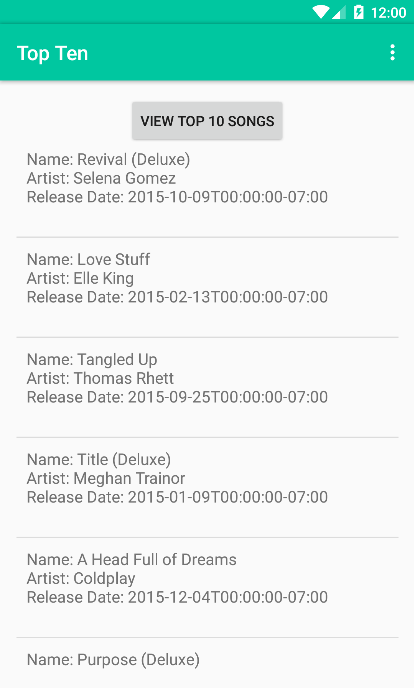 12:00
Top Ten
VIEW TOP 10 SONGS
Name: Revival (Deluxe)
Artist: Selena Gomez
Release Date: 2015-10-09T00:00:00-07:00
Name: Love Stuff
Artist: Elle King
Release Date: 2015-02-13T00:00:00-07:00
Name: Tangled Up
Artist: Thomas Rhett
Release Date: 2015-09-25T00:00:00-07:00
Name: Title (Deluxe)
Artist: Meghan Trainor
Release Date: 2015-01-09T00:00:00-07:00
Name: A Head Full of Dreams
Artist: Coldplay
Release Date: 2015-12-04T00:00:00-07:00
Name: Purpose (Deluxe)